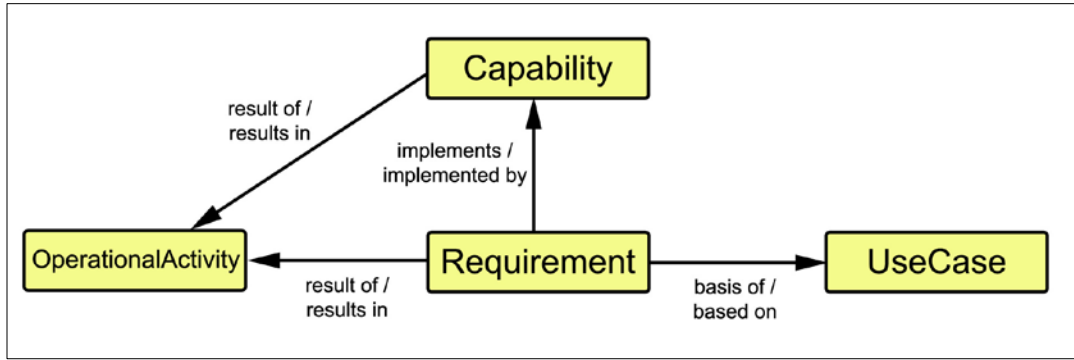 Capability
result of /
results in
implements /
implemented by
OperationalActivity
Requirement
UseCase
result of /
results in
basis of /
based on